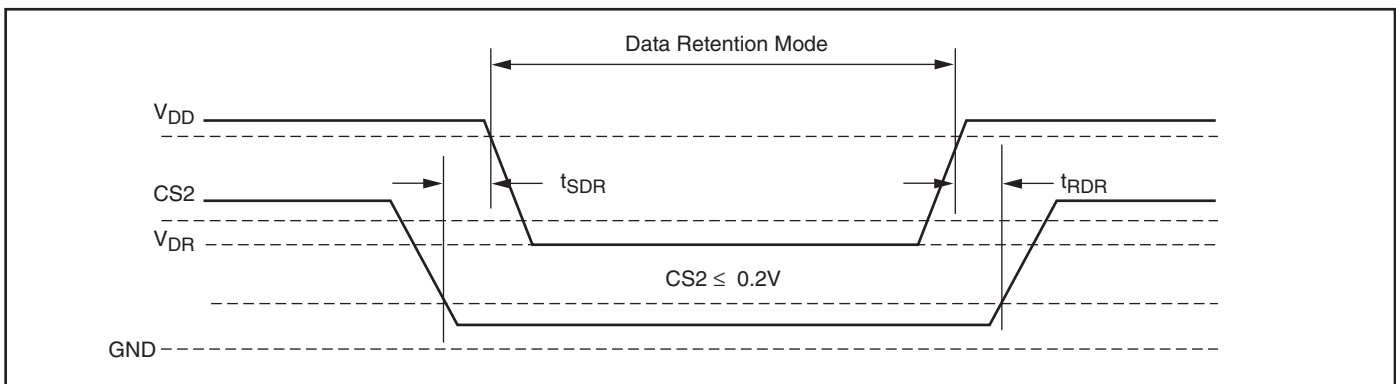 Data Retention Mode
VDD
tSDR
tRDR
CS2
VDR
CS2 ≤ 0.2V
GND